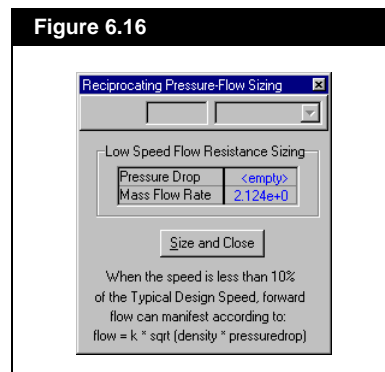 Figure 6.16
Reciprocating Pressure-Flow Sizing
Low Speed Flow Resistance Sizing
Pressure Drop <empty>
Mass Flow Rate 2.124e+0
Size and Close
When the speed is less than 10%
of the Typical Design Speed, forward
flow can manifest according to:
flow = k * sqrt (density * pressuredrop)